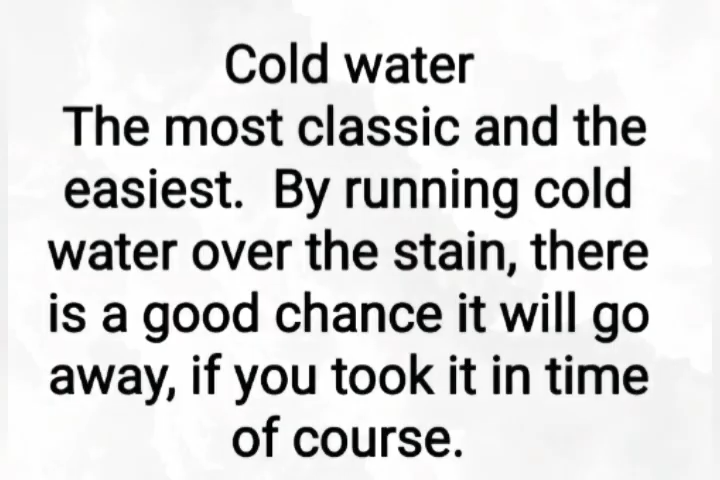 Cold water
The most classic and the
easiest.  By running cold
water over the stain, there
is a good chance it will go
away, if you took it in time
of course.